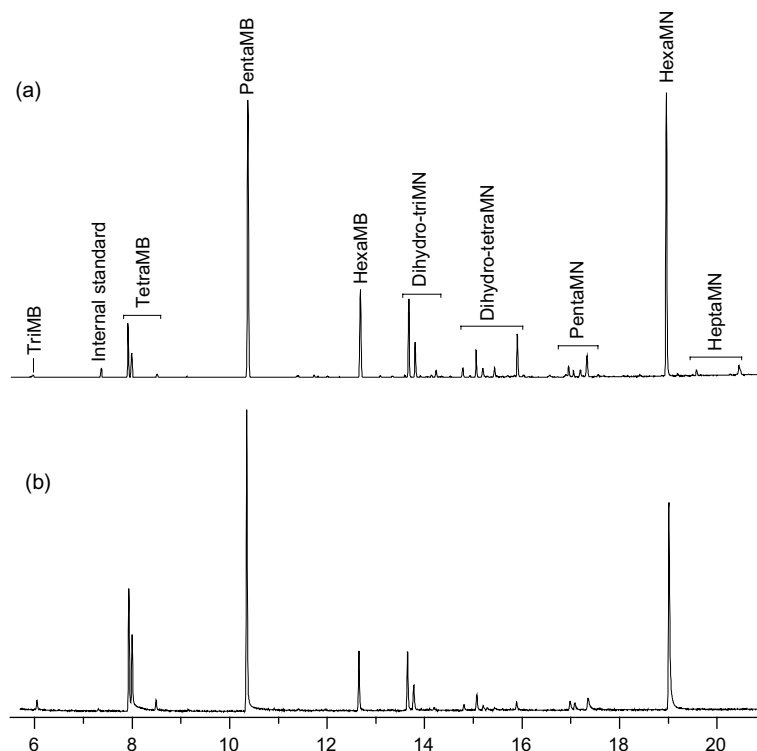 (a)
TriMB
Internal standard
TetraMB
PentaMB
HexaMB
Dihydro-triMN
Dihydro-tetraMN
PentaMN
HexaMN
HeptaMN
(b)
6 8 10 12 14 16 18 20